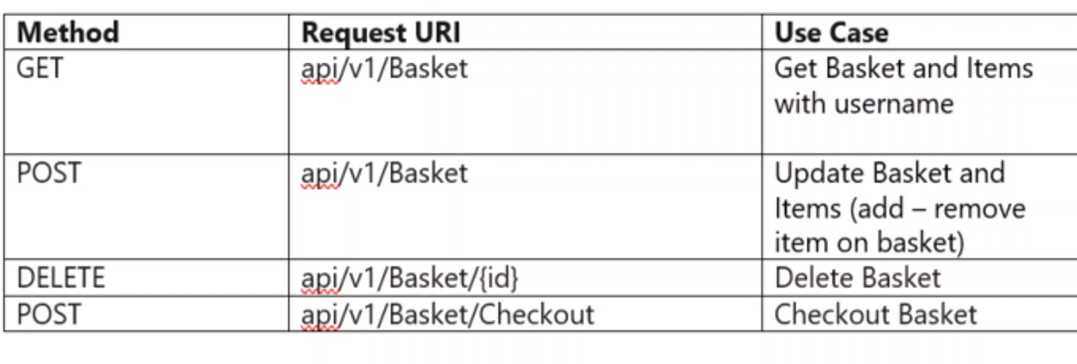 Method Request URI Use Case
GET api/v1/Basket Get Basket and Items
with username
POST api/v1/Basket Update Basket and
Items (add – remove
item on basket)
DELETE api/v1/Basket/{id} Delete Basket
POST api/v1/Basket/Checkout Checkout Basket